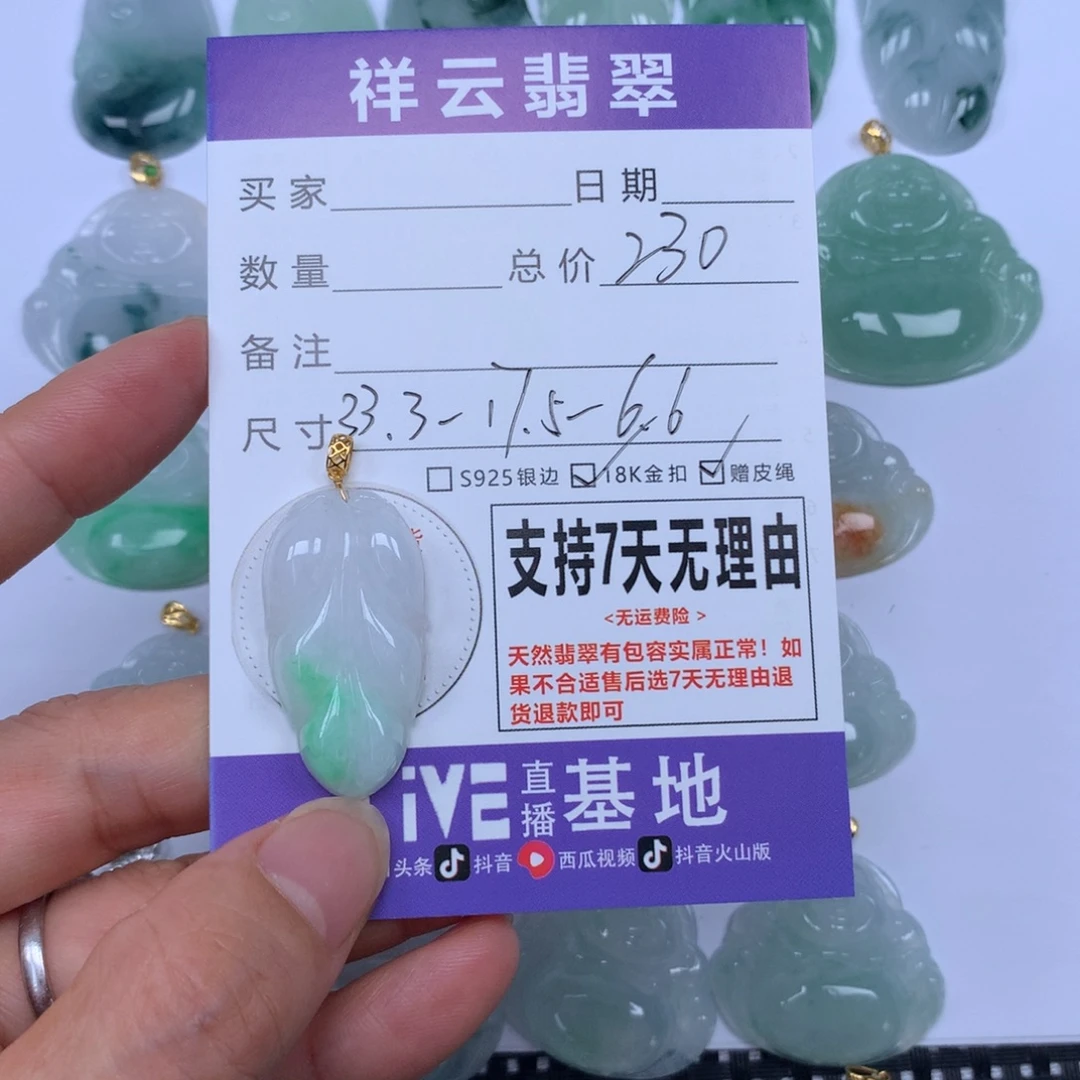 祥云翡翠
买家 日期
数量 总价 230
备注
尺寸 33.3-17.5-6.6
S925银边 18K金扣 赠皮绳
支持7天无理由
<无运费险>
天然翡翠有包容实属正常！如
果不合适售后选7天无理由退
货退款即可
iVE 直播 基地
头条 抖音 西瓜视频 抖音火山版